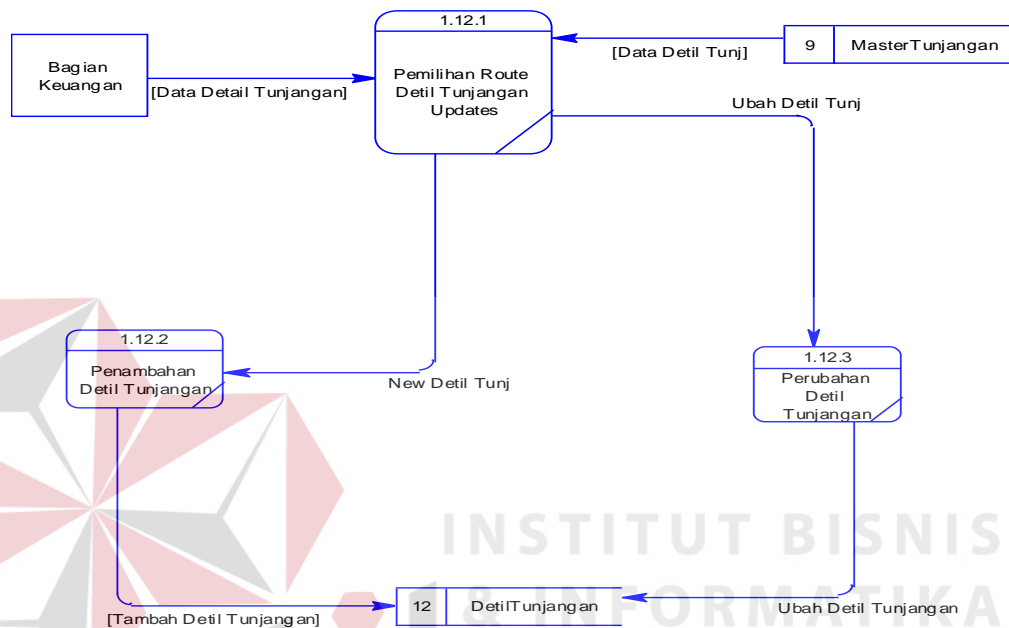 1.12.1
Pemilihan Route
Detil Tunjangan
Updates
Bagian
Keuangan
[Data Detail Tunjangan]
[Data Detil Tunj]
9 MasterTunjangan
Ubah Detil Tunj
1.12.2
Penambahan
Detil Tunjangan
New Detil Tunj
1.12.3
Perubahan
Detil
Tunjangan
INSTITUT BISNIS
& INFORMATIKA
[Tambah Detil Tunjangan]
12 DetilTunjangan
Ubah Detil Tunjangan